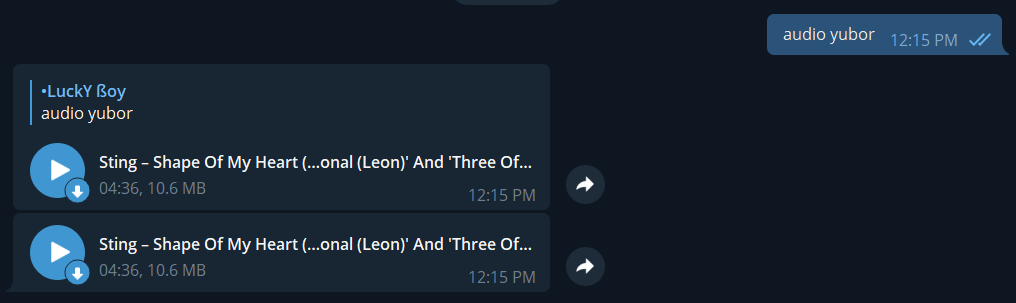 audio yubor 12:15 PM
•LuckY ßoy
audio yubor
Sting – Shape Of My Heart (...onal (Leon)' And 'Three Of...
04:36, 10.6 MB
12:15 PM
Sting – Shape Of My Heart (...onal (Leon)' And 'Three Of...
04:36, 10.6 MB
12:15 PM